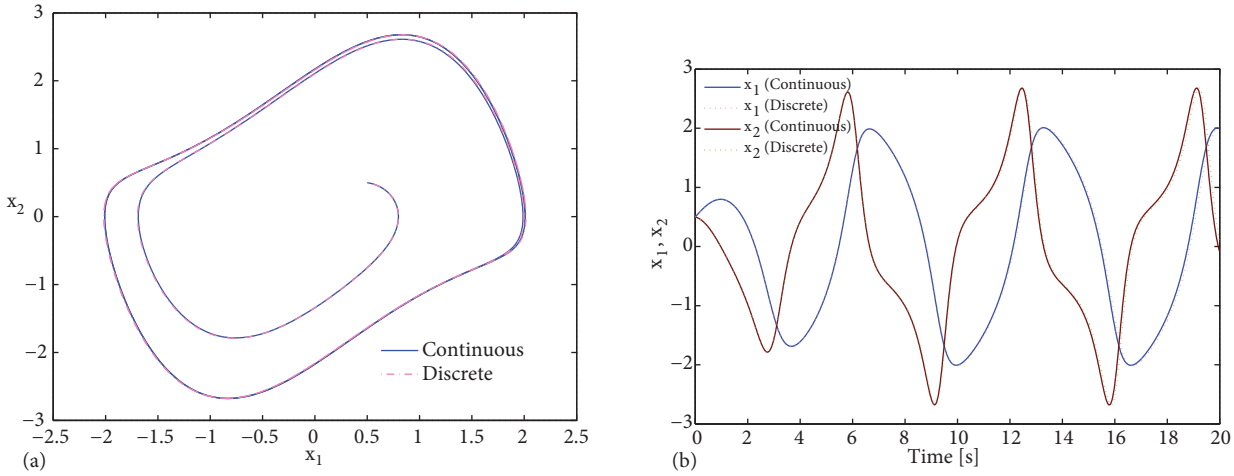 3
2
1
x2
0
−1
−2
−3
−2.5
−2
−1.5
−1
−0.5
0
0.5
1
1.5
2
2.5
x1
Continuous
Discrete
(a)
3
2
1
0
−1
−2
−3
x1, x2
x1 (Continuous)
x1 (Discrete)
x2 (Continuous)
x2 (Discrete)
0 2 4 6 8 10 12 14 16 18 20
Time [s]
(b)